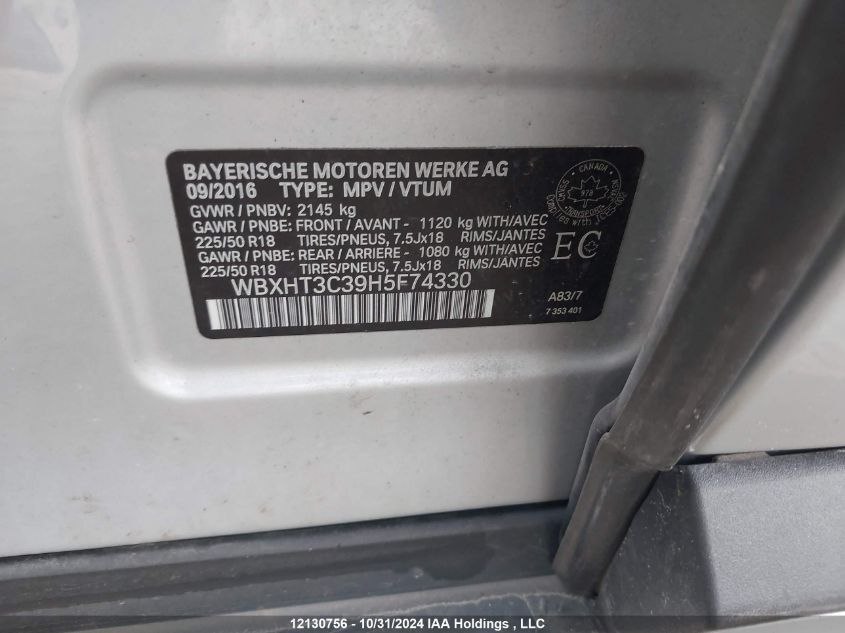 BAYERISCHE MOTOREN WERKE AG
09/2016 TYPE: MPV / VTUM
GVWR / PNBV: 2145 kg
GAWR / PNBE: FRONT / AVANT - 1120 kg WITH/AVEC
225/50 R18 TIRES/PNEUS, 7.5Jx18 RIMS/JANTES
GAWR / PNBE: REAR / ARRIERE - 1080 kg WITH/AVEC
225/50 R18 TIRES/PNEUS, 7.5Jx18 RIMS/JANTES
WBXHT3C39H5F74330
CANADA
978
TRANSPORT
EC
A83/7
7 353 401
12130756 - 10/31/2024 IAA Holdings, LLC.